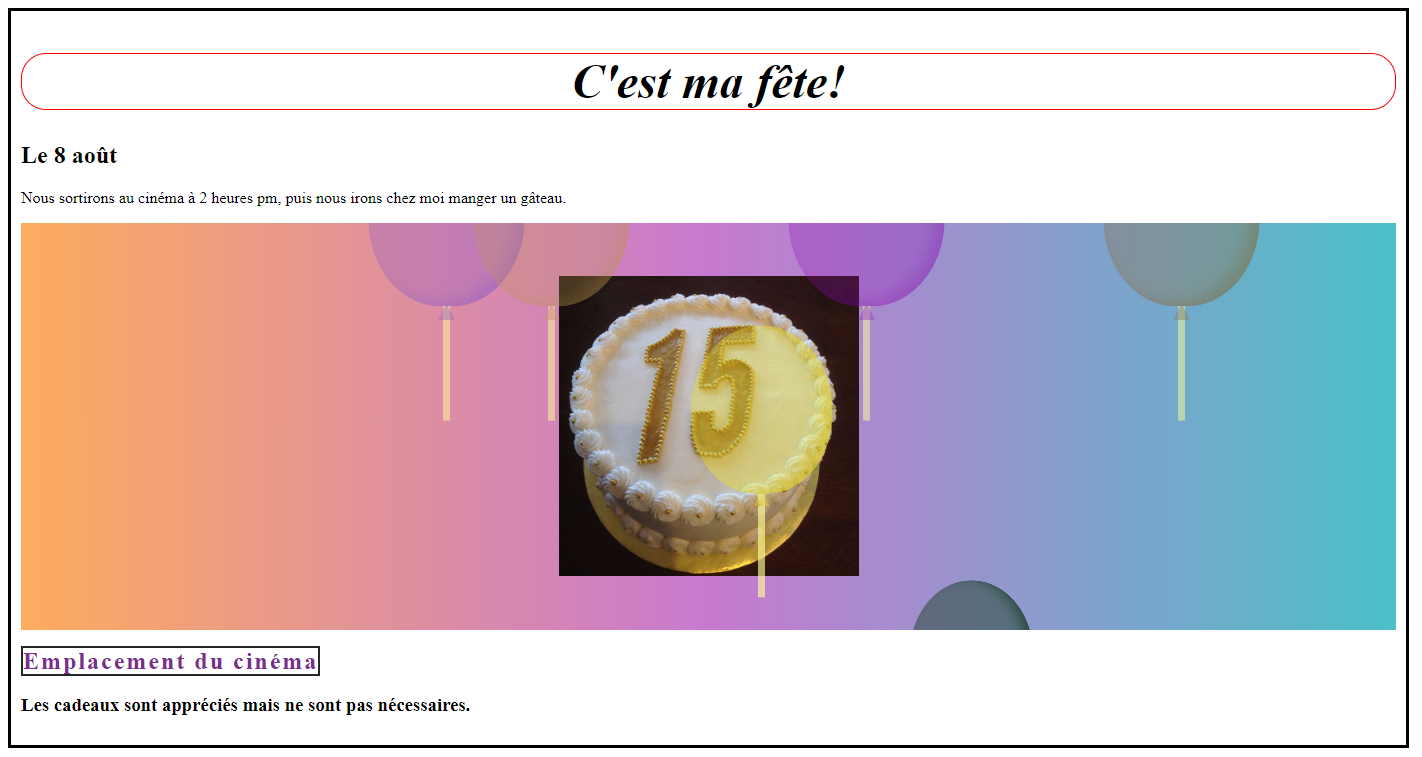 C'est ma fête!
Le 8 août
Nous sortirons au cinéma à 2 heures pm, puis nous irons chez moi manger un gâteau.
15
Emplacement du cinéma
Les cadeaux sont appréciés mais ne sont pas nécessaires.